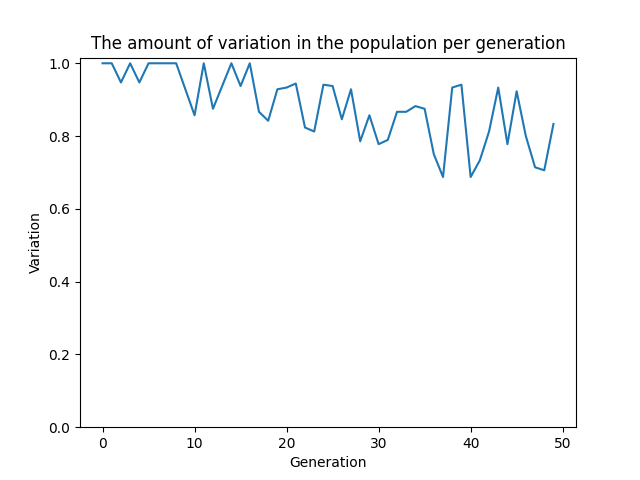 The amount of variation in the population per generation
1.0
0.8
0.6
0.4
0.2
0.0
Variation
0 10 20 30 40 50
Generation